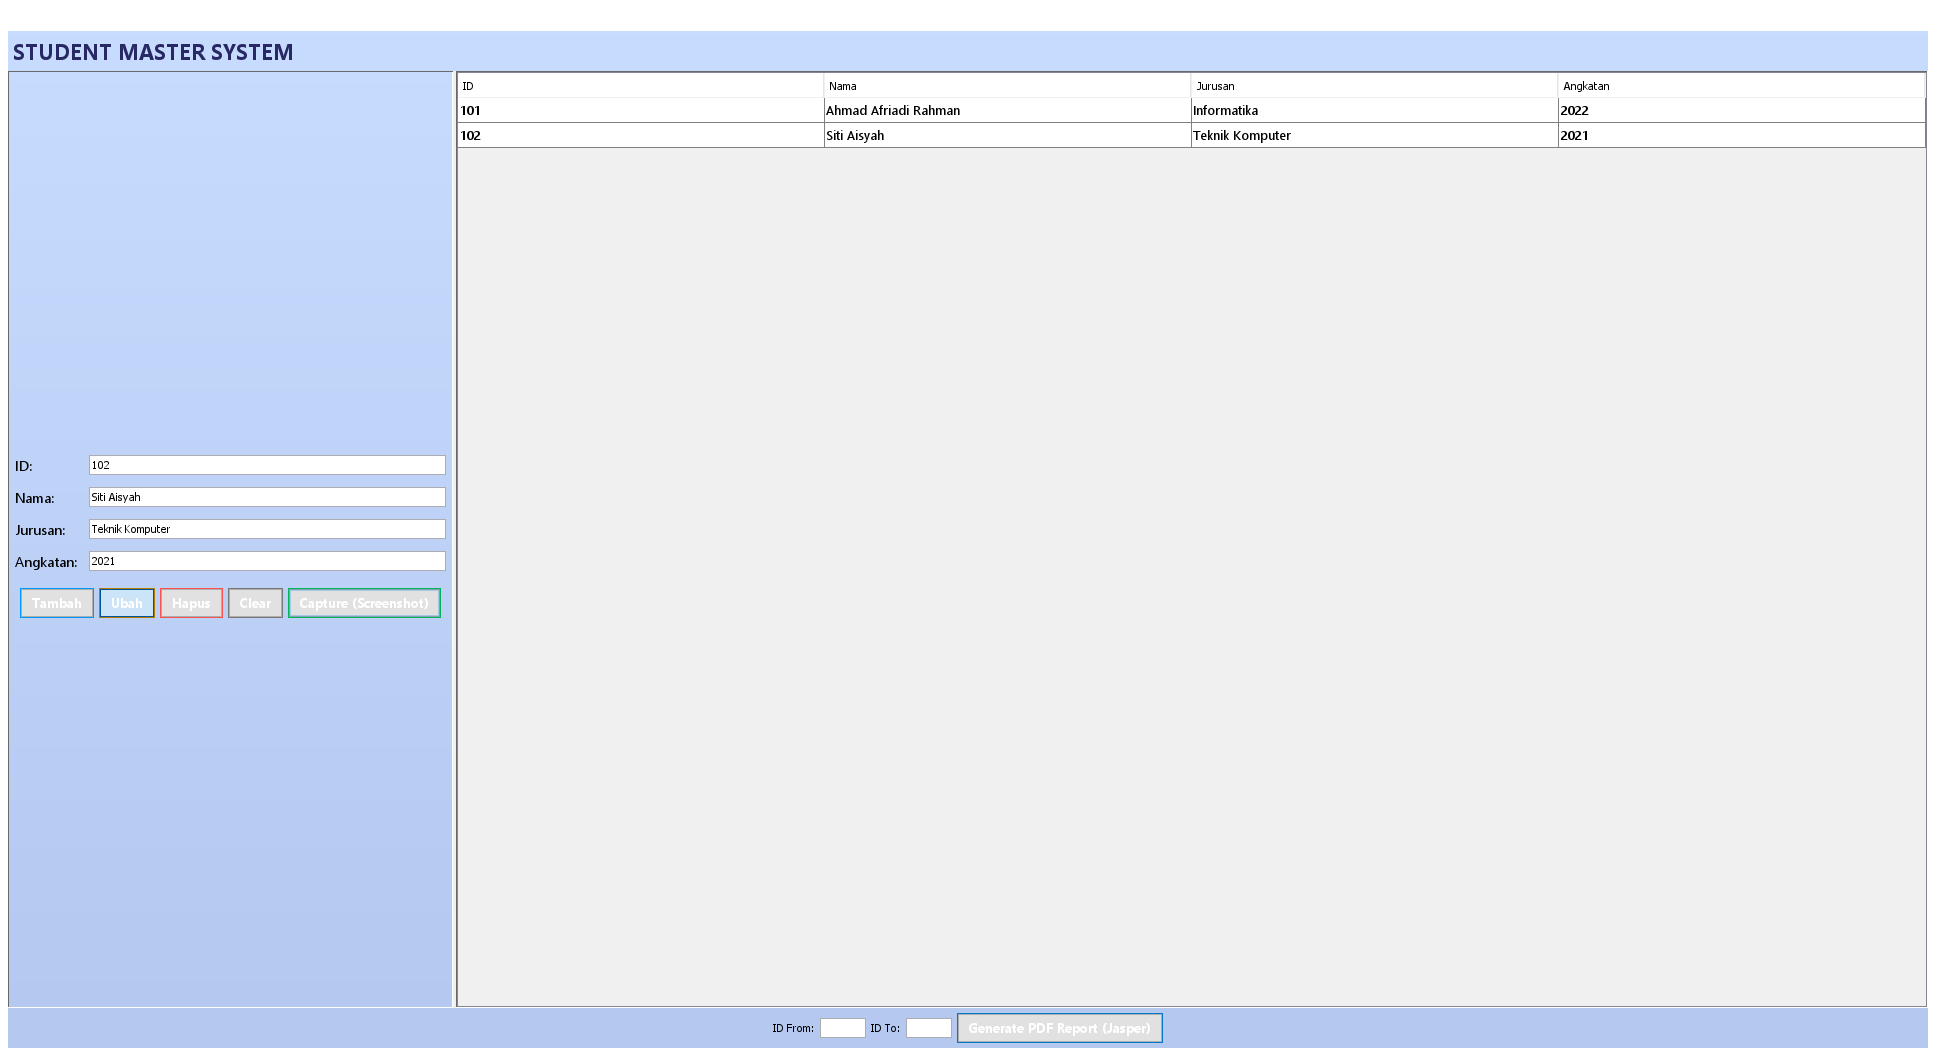 STUDENT MASTER SYSTEM
ID Nama Jurusan Angkatan
101 Ahmad Afriadi Rahman Informatika 2022
102 Siti Aisyah Teknik Komputer 2021
ID: 102
Nama: Siti Aisyah
Jurusan: Teknik Komputer
Angkatan: 2021
Tambah Ubah Hapus Clear Capture (Screenshot)
ID From: ID To: Generate PDF Report (Jasper)